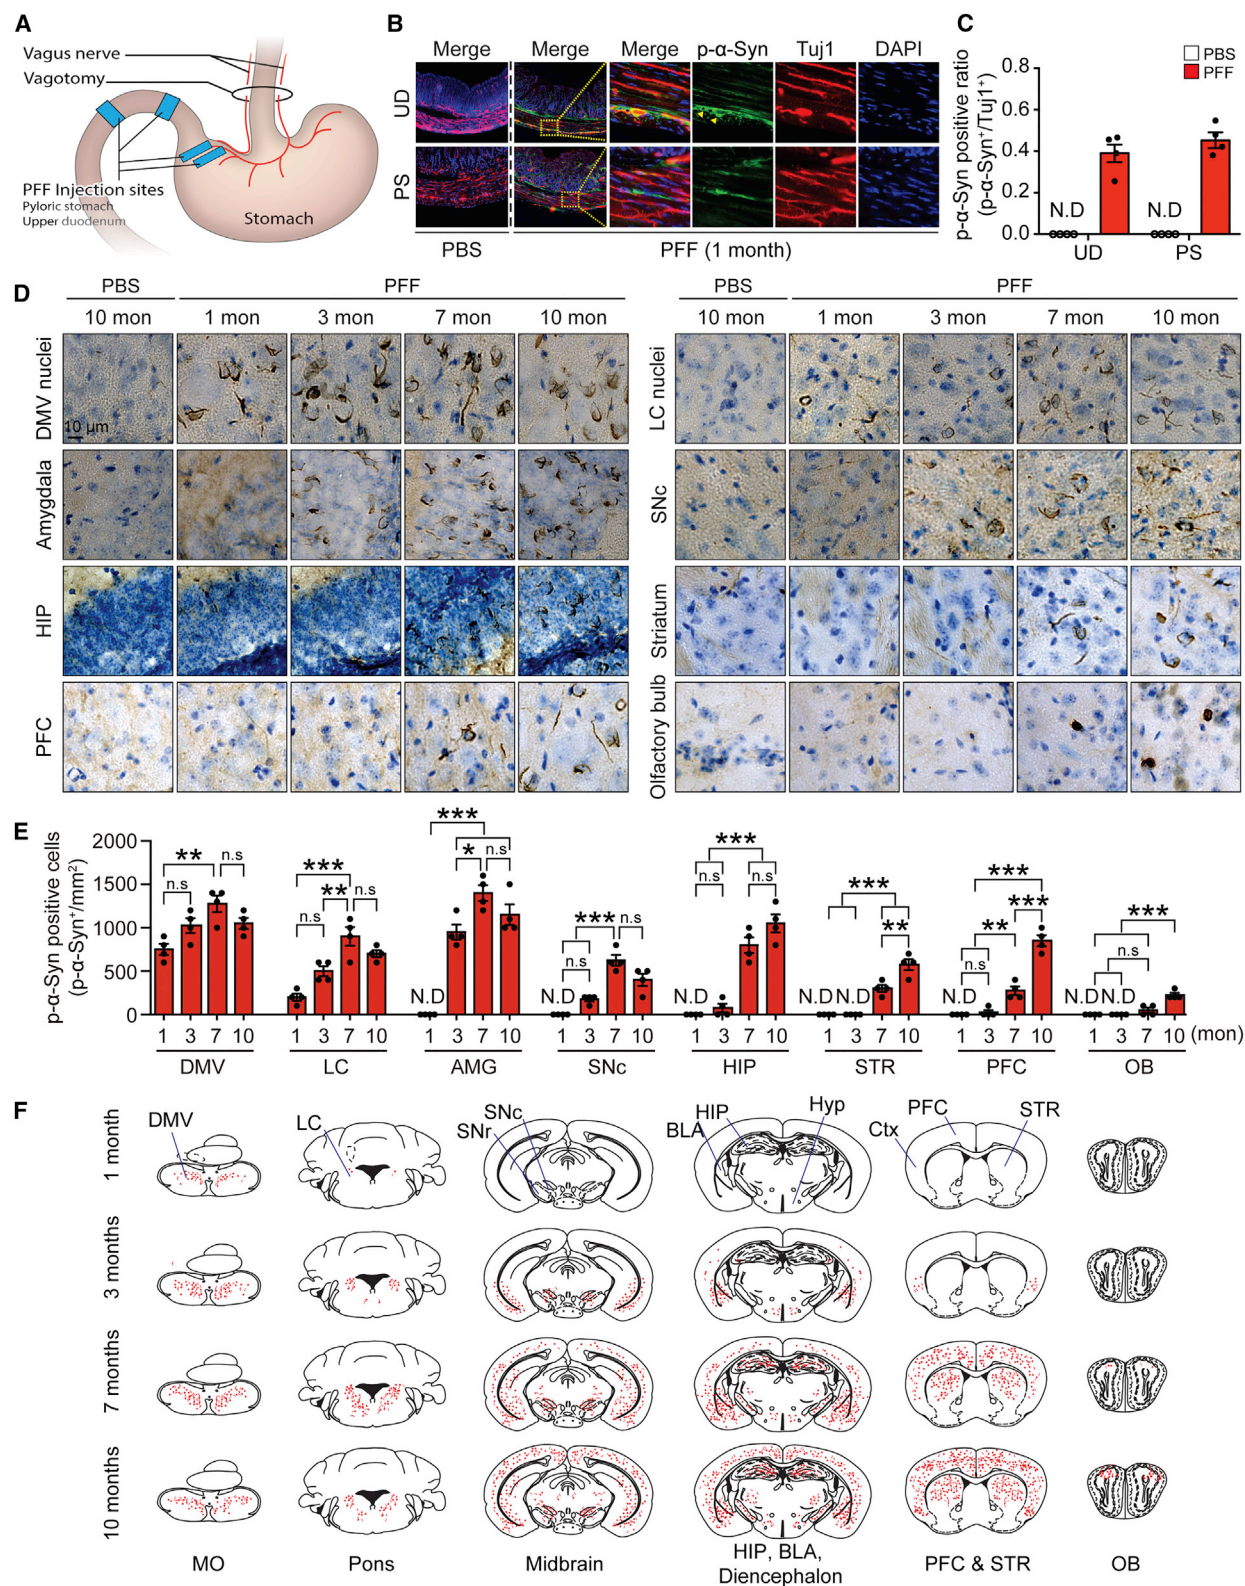 A
Vagus nerve
Vagotomy
PFF Injection sites
Pyloric stomach
Upper duodenum
Stomach
B
Merge Merge Merge p-α-Syn Tuj1 DAPI
UD
PS
PBS PFF (1 month)
C
PBS
PFF
p-α-Syn positive ratio
(p-α-Syn⁺/Tuj1⁺)
0.8
0.6
0.4
0.2
0.0
N.D N.D
UD PS
D
PBS PFF
10 mon 1 mon 3 mon 7 mon 10 mon
DMV nuclei
10 µm
Amygdala
HIP
PFC
PBS PFF
10 mon 1 mon 3 mon 7 mon 10 mon
LC nuclei
SNc
Striatum
Olfactory bulb
E
p-α-Syn positive cells
(p-α-Syn⁺/mm²)
2000
1500
1000
500
0
** n.s n.s
*** ** n.s n.s
*** * n.s N.D
*** n.s n.s N.D
*** n.s n.s N.D
*** ** N.D N.D
*** *** ** n.s N.D
*** n.s N.D N.D
1 3 7 10 1 3 7 10 1 3 7 10 1 3 7 10 1 3 7 10 1 3 7 10 1 3 7 10 1 3 7 10 (mon)
DMV LC AMG SNc HIP STR PFC OB
F
1 month
DMV
LC
SNc
SNr
HIP
BLA
Hyp
PFC
Ctx
STR
3 months
7 months
10 months
MO Pons Midbrain HIP, BLA, PFC & STR OB
Diencephalon